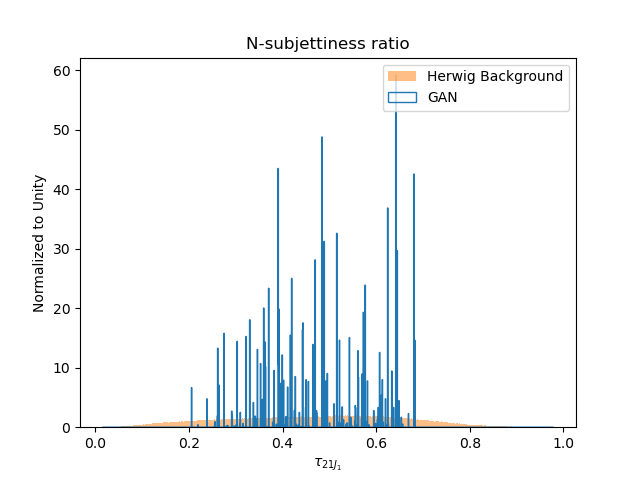 N-subjettiness ratio
Herwig Background
GAN
Normalized to Unity
60
50
40
30
20
10
0
0.0 0.2 0.4 0.6 0.8 1.0
τ21J1